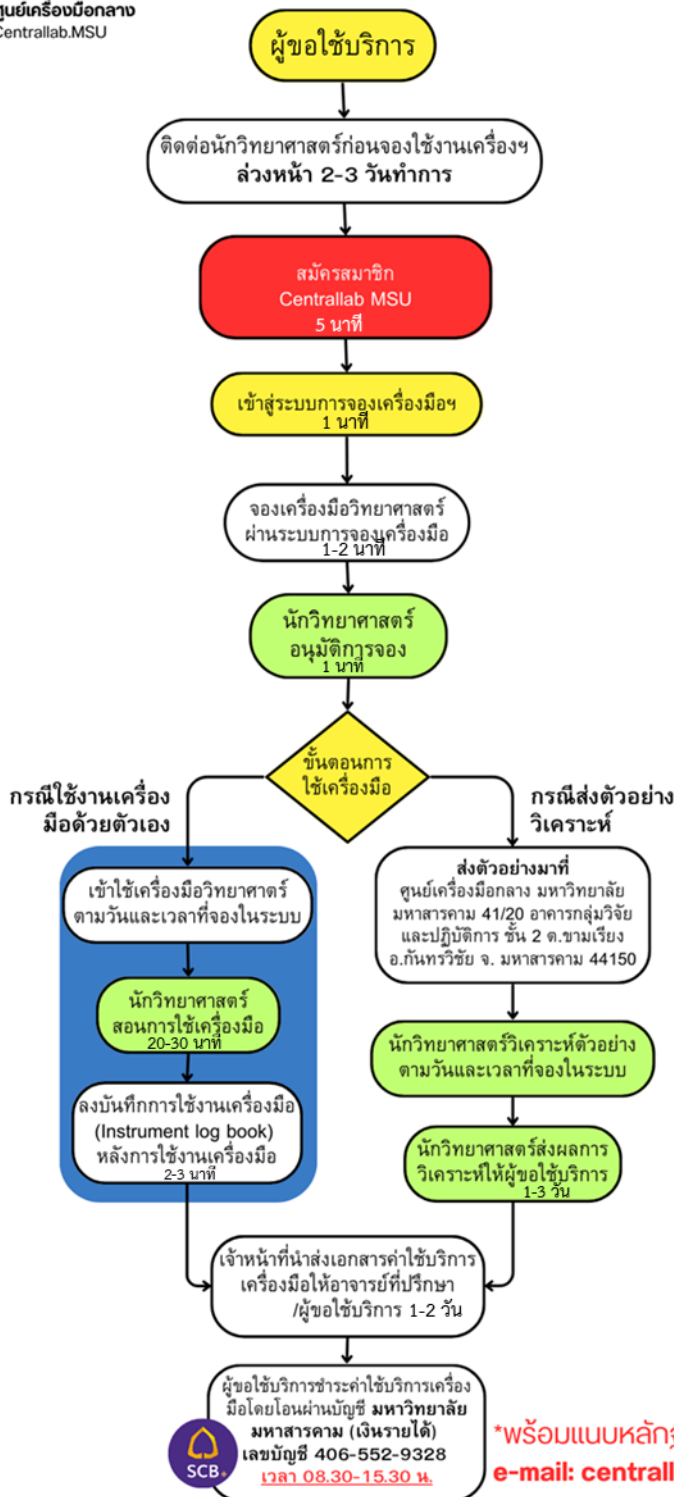 ศูนย์เครื่องมือกลาง
Centrallab.MSU
ผู้ขอใช้บริการ
ติดต่อนักวิทยาศาสตร์ก่อนจองใช้งานเครื่องฯ
ล่วงหน้า 2-3 วันทำการ
สมัครสมาชิก
Centrallab MSU
5 นาที
เข้าสู่ระบบการจองเครื่องมือฯ
1 นาที
จองเครื่องมือวิทยาศาสตร์
ผ่านระบบการจองเครื่องมือ
1-2 นาที
นักวิทยาศาสตร์
อนุมัติการจอง
1 นาที
ขั้นตอนการ
ใช้เครื่องมือ
กรณีใช้งานเครื่อง
มือด้วยตัวเอง
เข้าใช้เครื่องมือวิทยาศาตร์
ตามวันและเวลาที่จองในระบบ
นักวิทยาศาสตร์
สอนการใช้เครื่องมือ
20-30 นาที
ลงบันทึกการใช้งานเครื่องมือ
(Instrument log book)
หลังการใช้งานเครื่องมือ
2-3 นาที
กรณีส่งตัวอย่าง
วิเคราะห์
ส่งตัวอย่างมาที่
ศูนย์เครื่องมือกลาง มหาวิทยาลัย
มหาสารคาม 41/20 อาคารกลุ่มวิจัย
และปฏิบัติการ ชั้น 2 ต.ขามเรียง
อ.กันทรวิชัย จ. มหาสารคาม 44150
นักวิทยาศาสตร์วิเคราะห์ตัวอย่าง
ตามวันและเวลาที่จองในระบบ
นักวิทยาศาสตร์ส่งผลการ
วิเคราะห์ให้ผู้ขอใช้บริการ
1-3 วัน
เจ้าหน้าที่นำส่งเอกสารค่าใช้บริการ
เครื่องมือให้อาจารย์ที่ปรึกษา
/ผู้ขอใช้บริการ 1-2 วัน
ผู้ขอใช้บริการชำระค่าใช้บริการเครื่อง
มือโดยโอนผ่านบัญชี มหาวิทยาลัย
มหาสารคาม (เงินรายได้)
เลขบัญชี 406-552-9328
เวลา 08.30-15.30 น.
SCB
*พร้อมแนบหลัก
e-mail: centrall